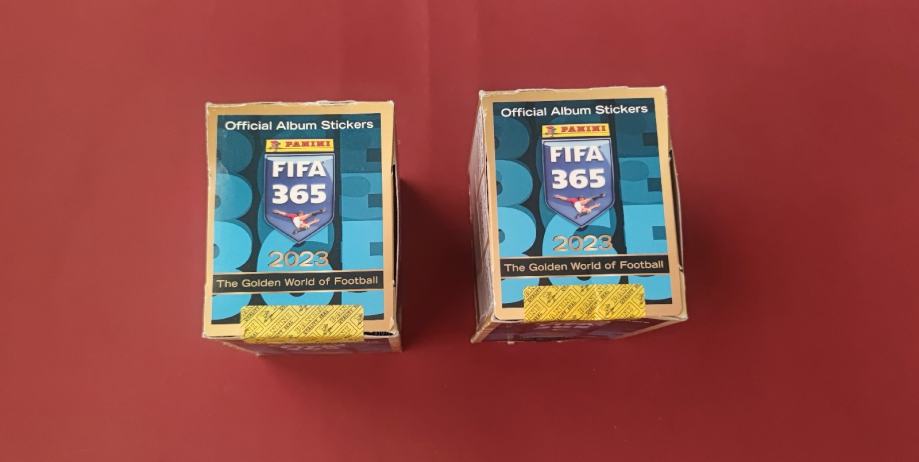 Official Album Stickers
PANINI
FIFA
365
2023
The Golden World of Football
Official Album Stickers
PANINI
FIFA
365
2023
The Golden World of Football